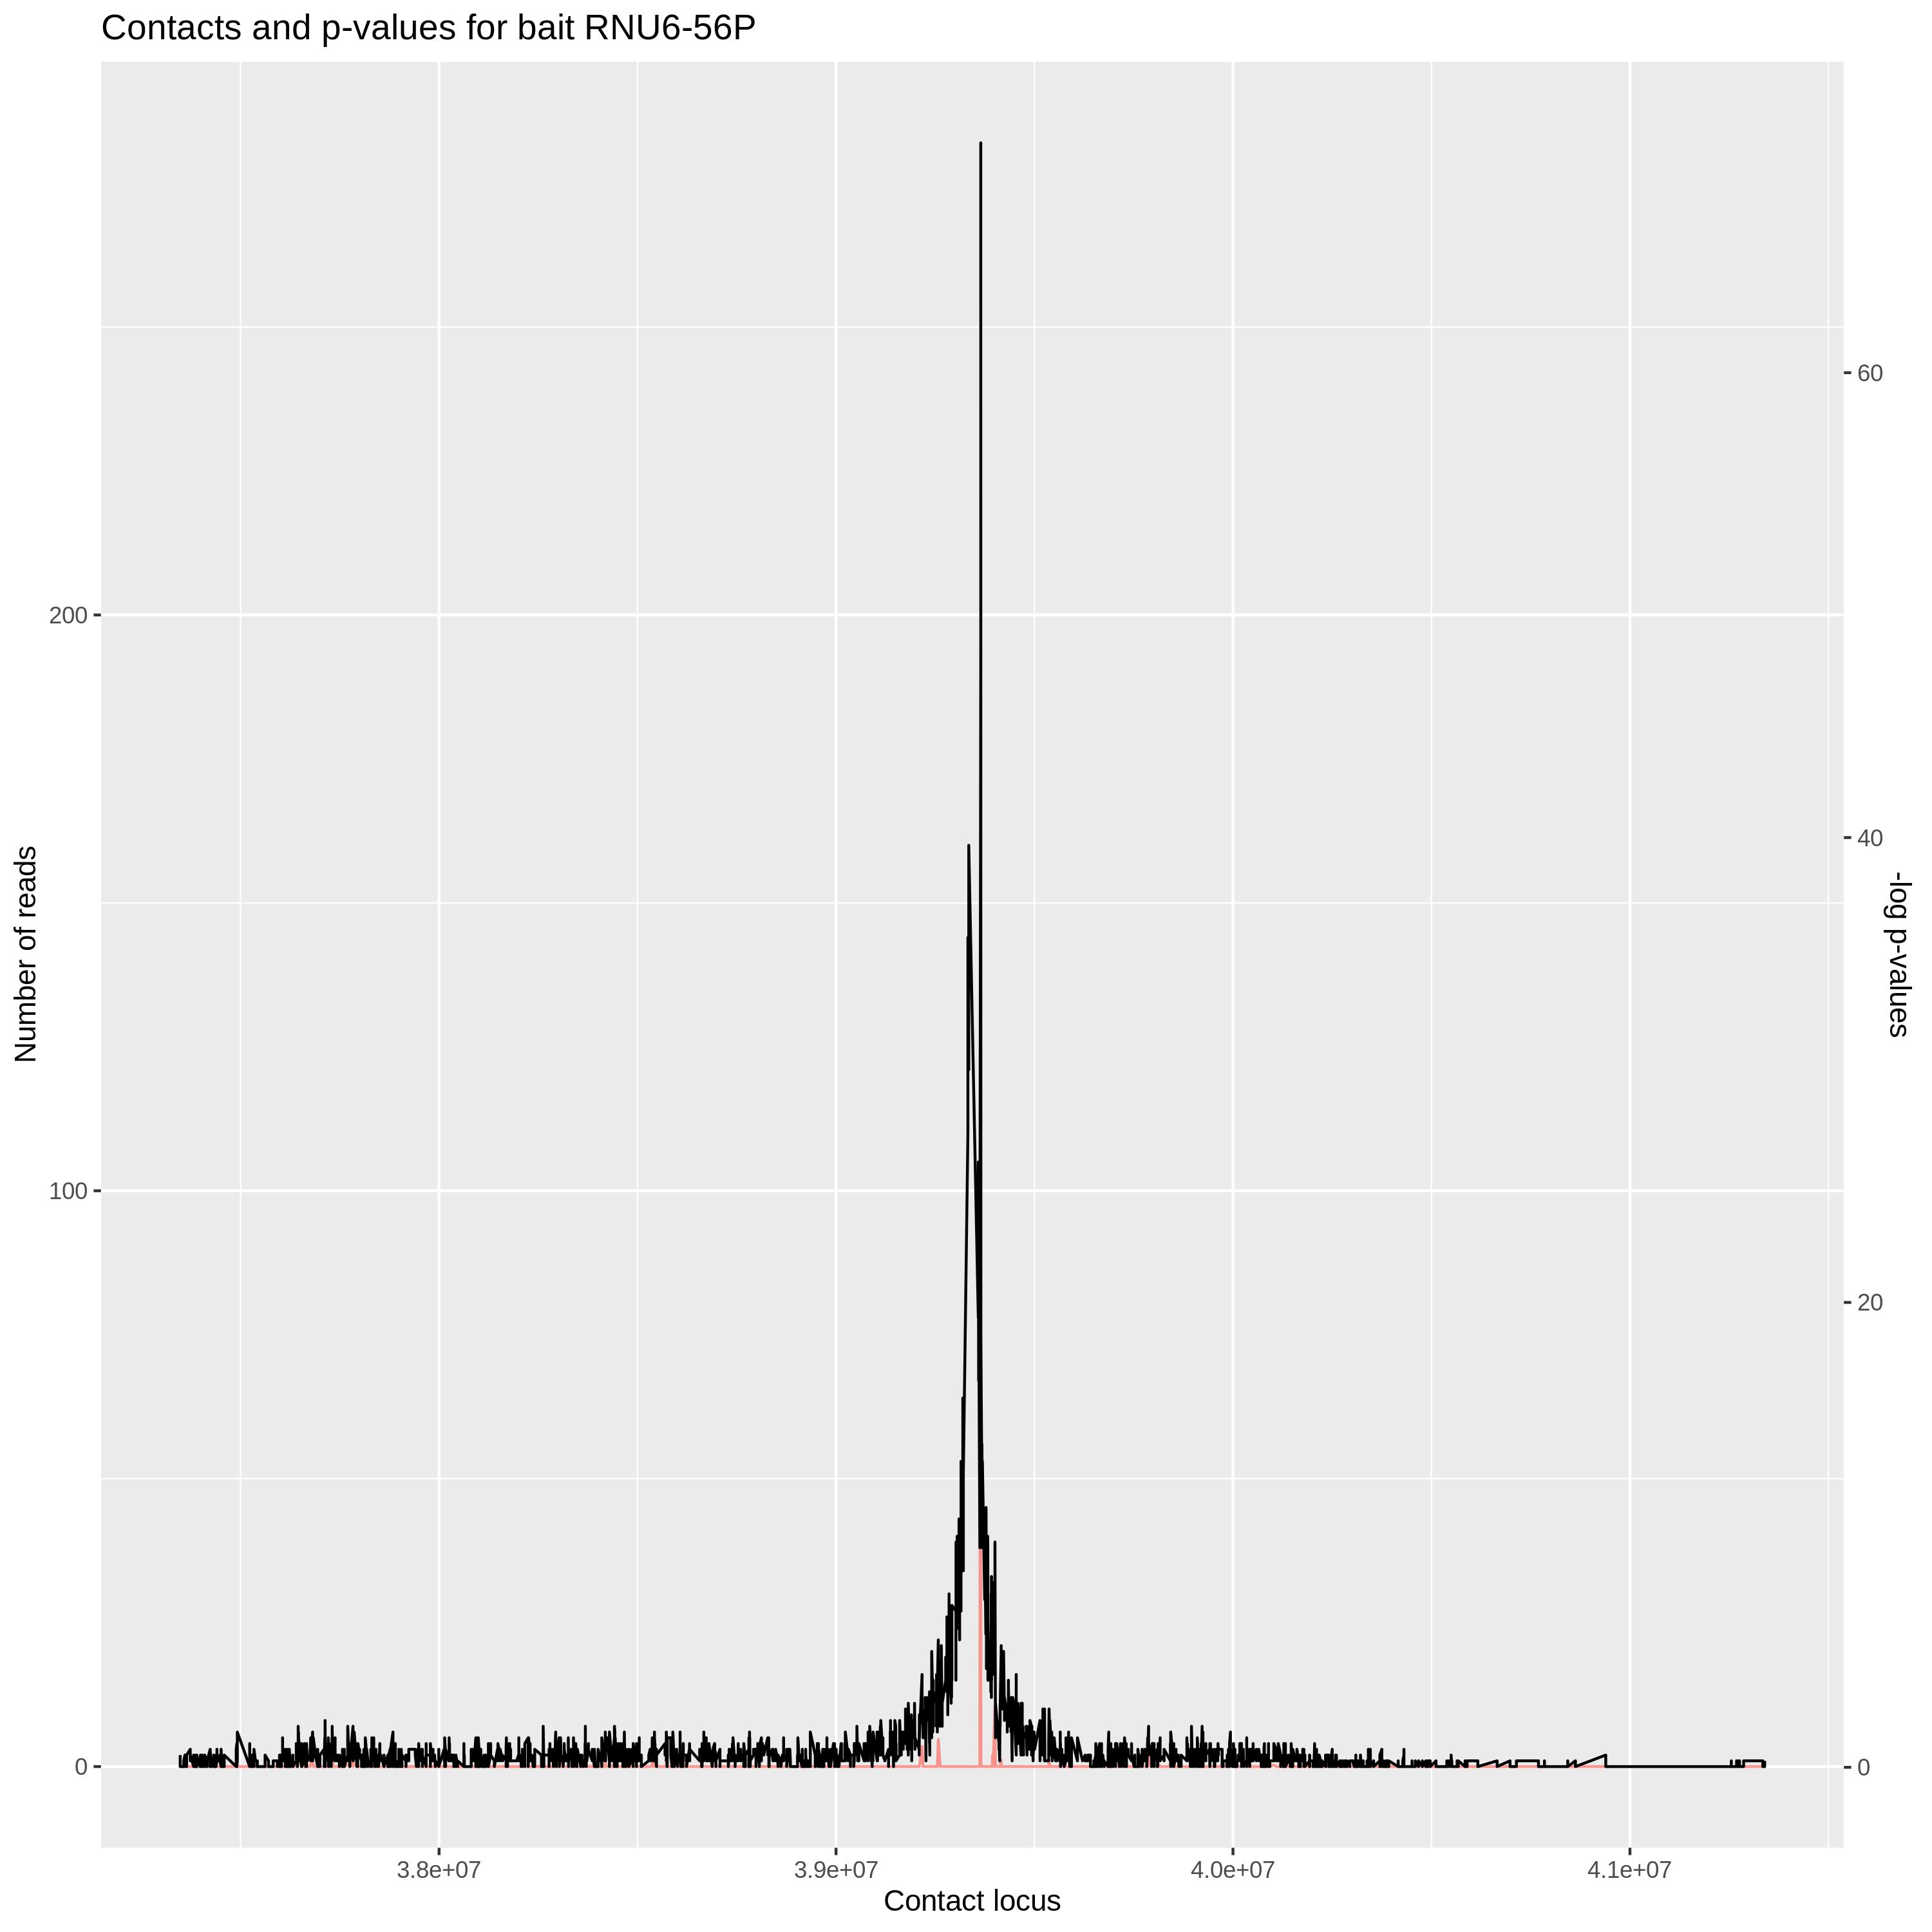 Contacts and p-values for bait RNU6-56P
200
100
0
Number of reads
60
40
20
0
-log p-values
3.8e+07
3.9e+07
4.0e+07
4.1e+07
Contact locus